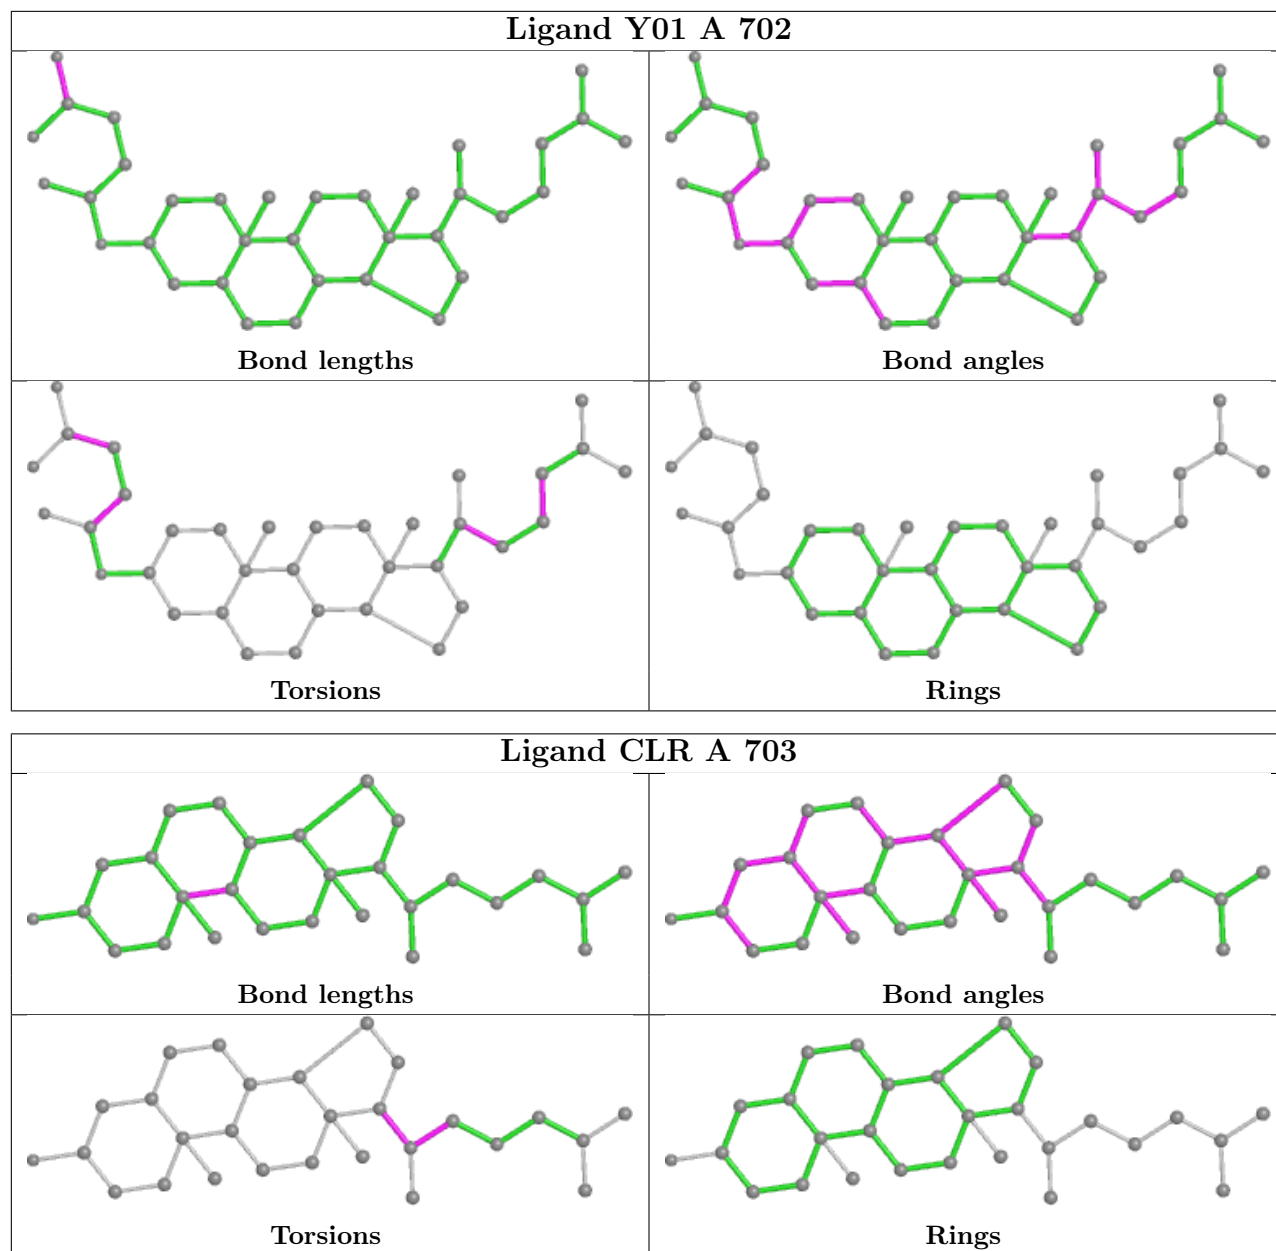 Ligand Y01 A 702
Bond lengths
Bond angles
Torsions
Rings
Ligand CLR A 703
Bond lengths
Bond angles
Torsions
Rings